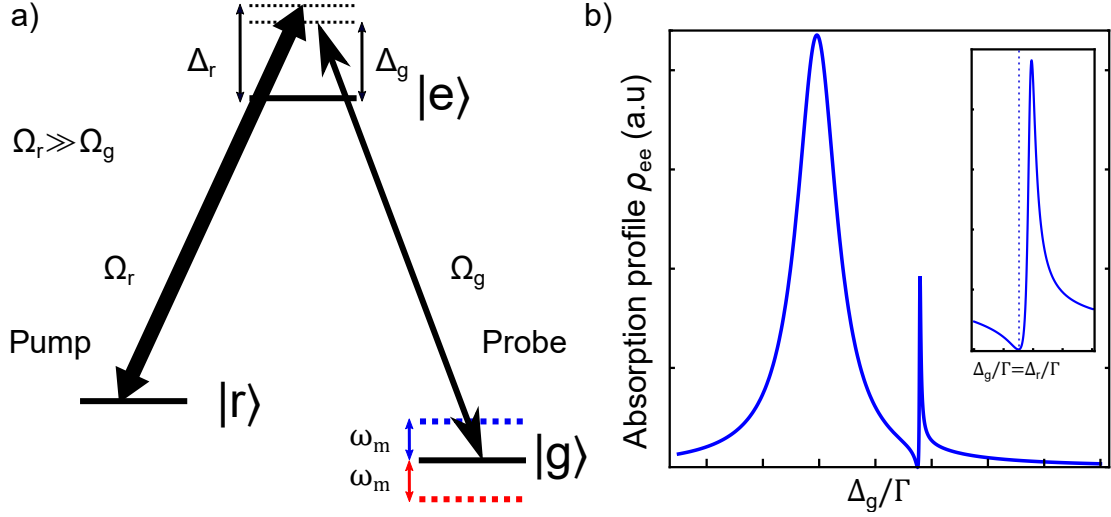 a)
Δr
Δg
|e⟩
Ωr≫Ωg
Ωr
Ωg
Pump
Probe
|r⟩
|g⟩
ωm
ωm
b)
Absorption profile ρee (a.u)
Δg/Γ=Δr/Γ
Δg/Γ